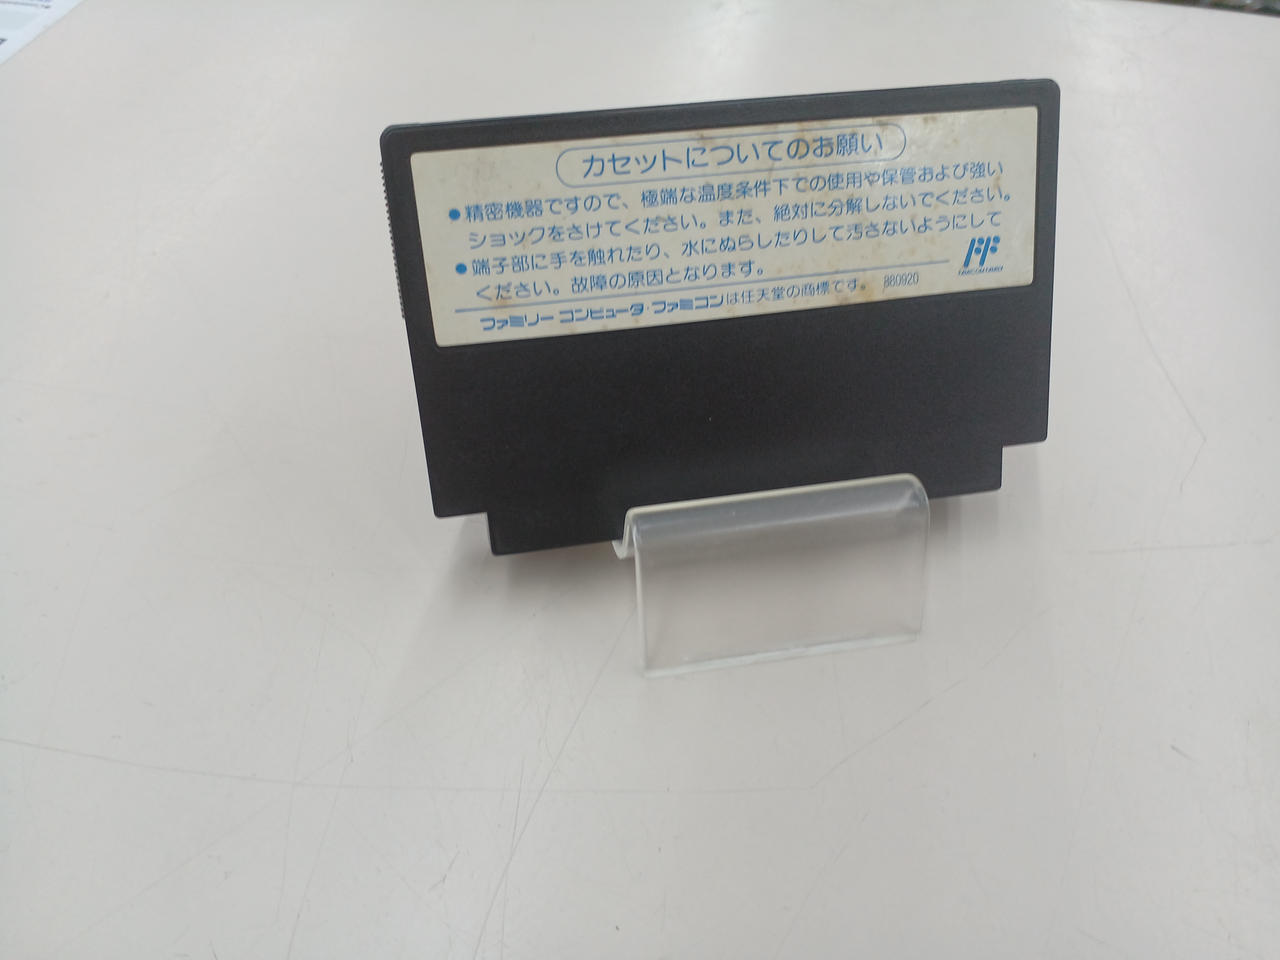 カセットについてのお願い
●精密機器ですので、極端な温度条件下での使用や保管および強い
ショックをさけてください。また、絶対に分解しないでください。
●端子部に手を触れたり、水にぬらしたりして汚さないようにして
ください。故障の原因となります。
ファミリーコンピュータ・ファミコンは任天堂の商標です。 880920
FF
FAMICOM FAMILY